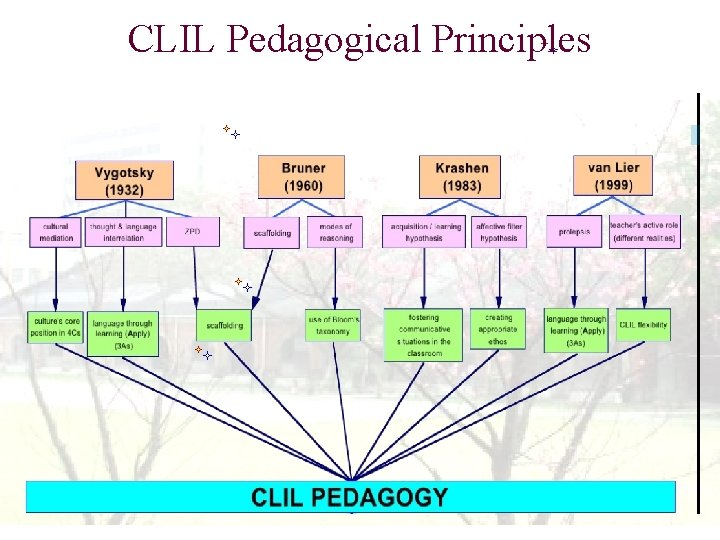 CLIL Pedagogical Principles
Vygotsky
(1932)
Bruner
(1960)
Krashen
(1983)
van Lier
(1999)
cultural
mediation
thought & language
interrelation
ZPD
scaffolding
modes of
reasoning
acquisition / learning
hypothesis
affective filter
hypothesis
prolepsis
teacher's active role
(different realities)
culture's core
position in 4Cs
language through
learning (Apply)
(3As)
scaffolding
use of Bloom's
taxonomy
fostering
communicative
situations in the
classroom
creating
appropriate
ethos
language through
learning (Apply)
(3As)
CLIL flexibility
CLIL PEDAGOGY